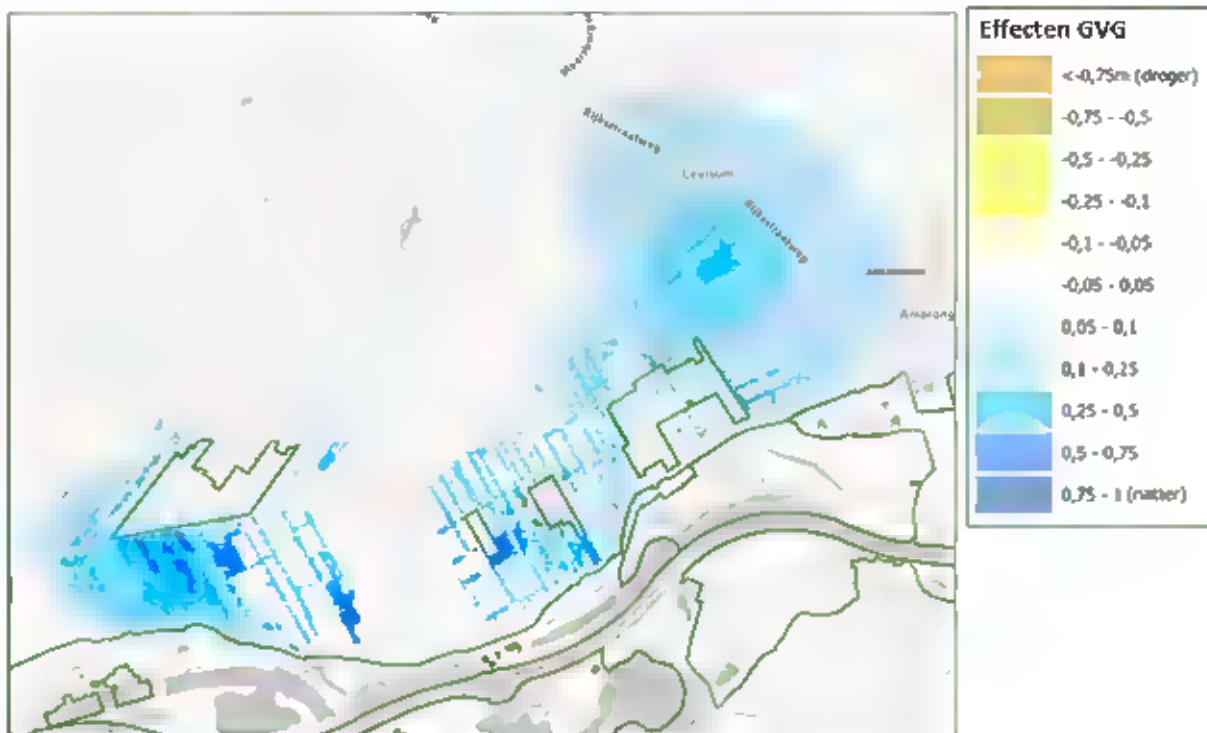 Rijksstraatweg
Leersum
Rijksstraatweg
Effecten GVG
<-0,75m (droger)
-0,75 - -0,5
-0,5 - -0,25
-0,25 - -0,1
-0,1 - -0,05
-0,05 - 0,05
0,05 - 0,1
0,1 - 0,25
0,25 - 0,5
0,5 - 0,75
0,75 - 1 (natter)